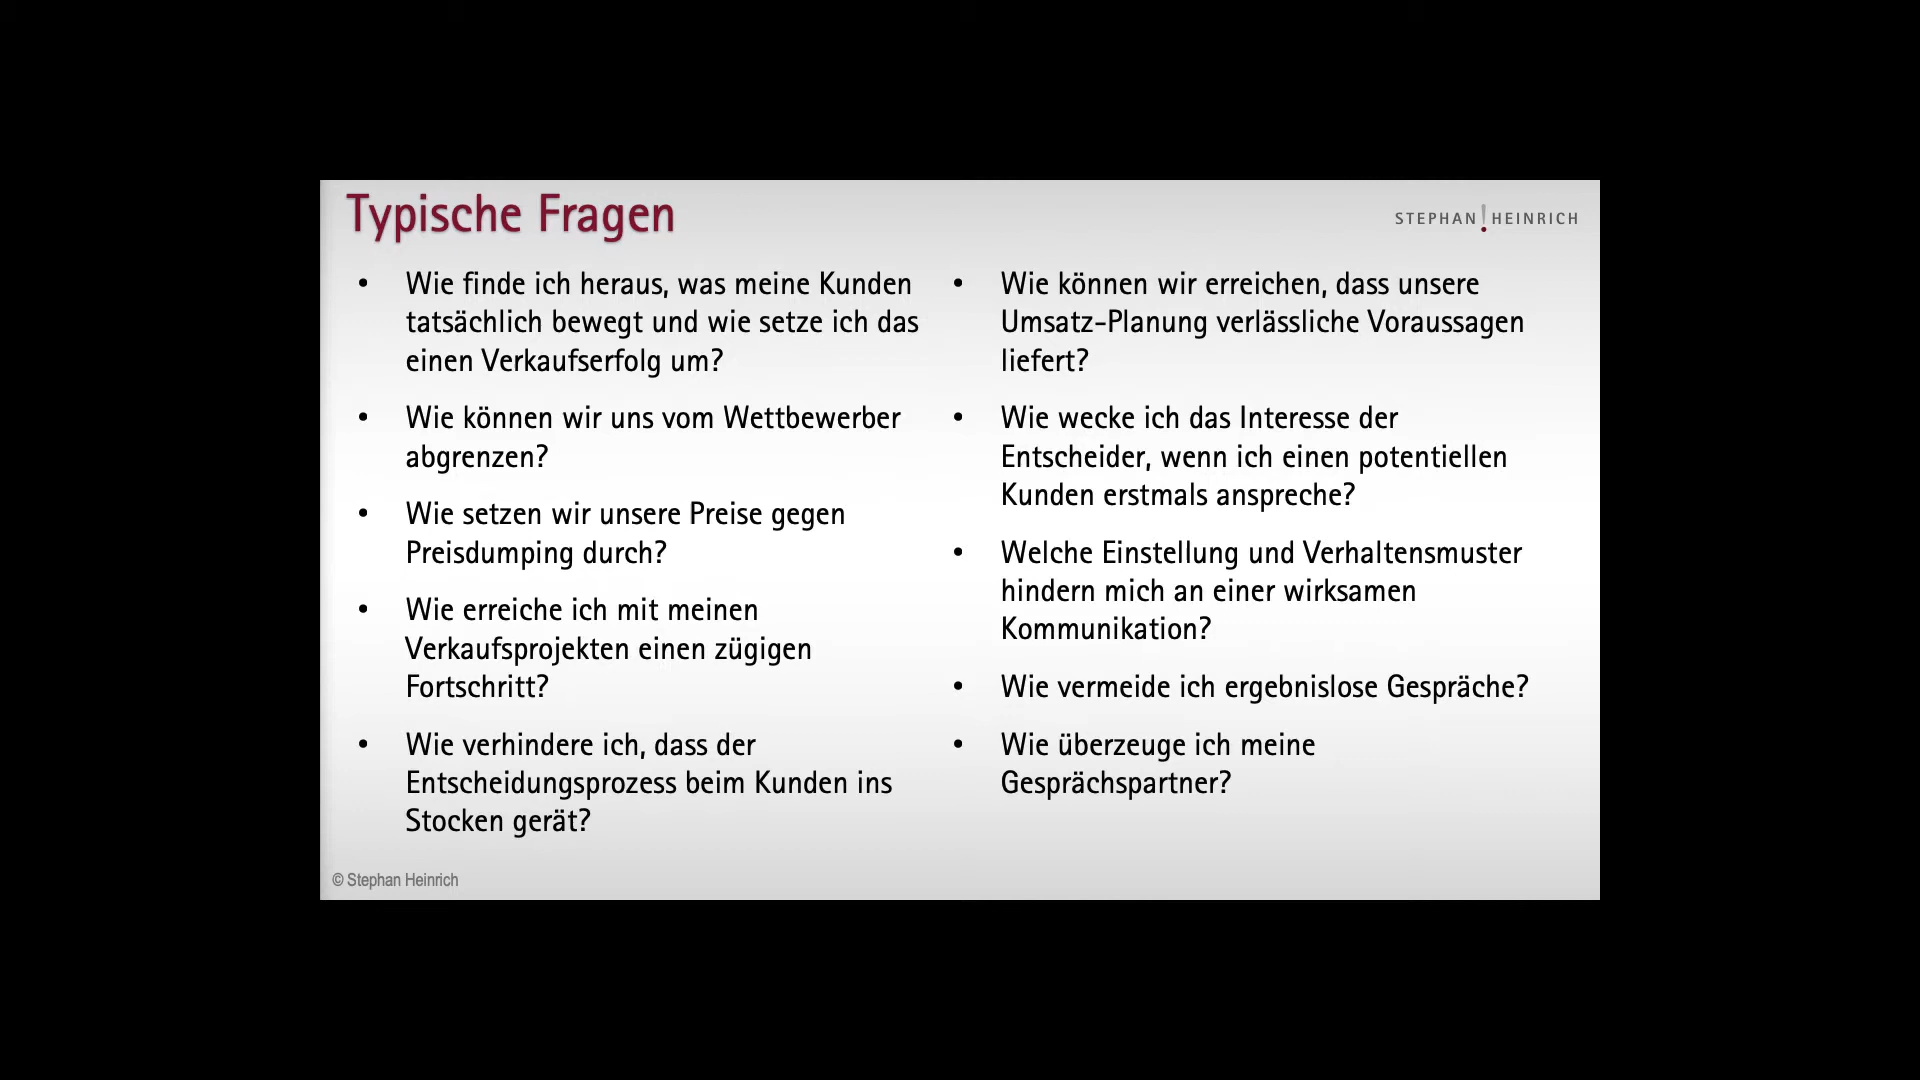 Typische Fragen
STEPHAN!HEINRICH
• Wie finde ich heraus, was meine Kunden
tatsächlich bewegt und wie setze ich das
einen Verkaufserfolg um?
• Wie können wir uns vom Wettbewerber
abgrenzen?
• Wie setzen wir unsere Preise gegen
Preisdumping durch?
• Wie erreiche ich mit meinen
Verkaufsprojekten einen zügigen
Fortschritt?
• Wie verhindere ich, dass der
Entscheidungsprozess beim Kunden ins
Stocken gerät?
• Wie können wir erreichen, dass unsere
Umsatz-Planung verlässliche Voraussagen
liefert?
• Wie wecke ich das Interesse der
Entscheider, wenn ich einen potentiellen
Kunden erstmals anspreche?
• Welche Einstellung und Verhaltensmuster
hindern mich an einer wirksamen
Kommunikation?
• Wie vermeide ich ergebnislose Gespräche?
• Wie überzeuge ich meine
Gesprächspartner?
© Stephan Heinrich